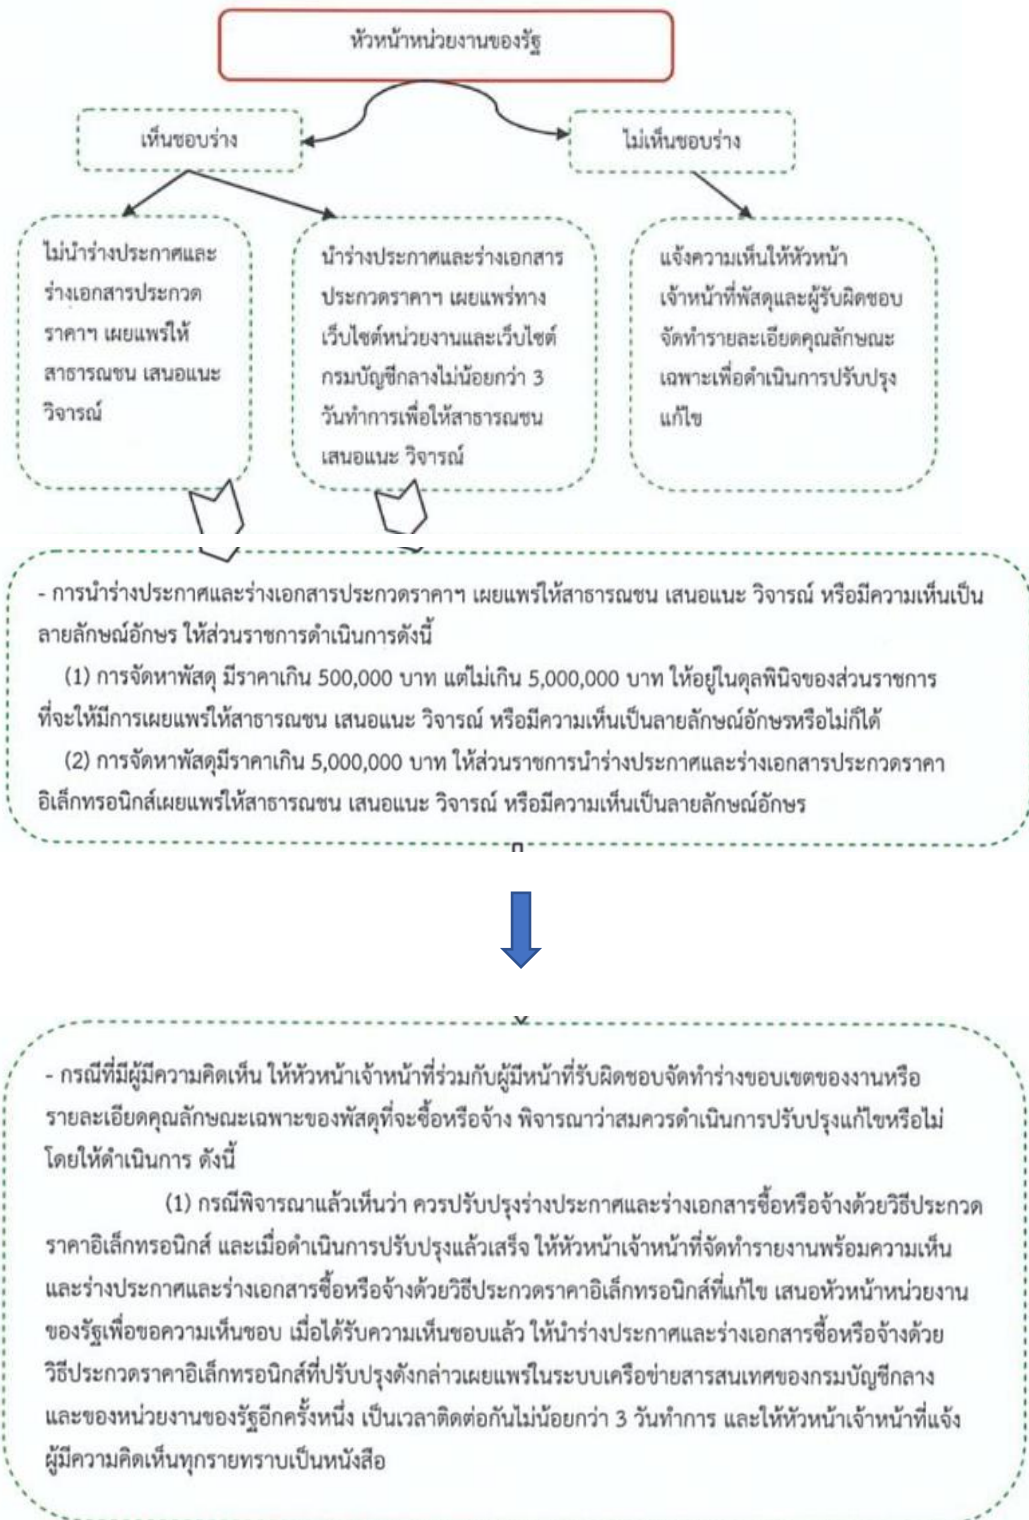 หัวหน้าหน่วยงานของรัฐ
เห็นชอบร่าง
ไม่เห็นชอบร่าง
ไม่นำร่างประกาศและ
ร่างเอกสารประกวด
ราคาฯ เผยแพร่ให้
สาธารณชน เสนอแนะ
วิจารณ์
นำร่างประกาศและร่างเอกสาร
ประกวดราคาฯ เผยแพร่ทาง
เว็บไซต์หน่วยงานและเว็บไซต์
กรมบัญชีกลางไม่น้อยกว่า 3
วันทำการเพื่อให้สาธารณชน
เสนอแนะ วิจารณ์
แจ้งความเห็นให้หัวหน้า
เจ้าหน้าที่พัสดุและผู้รับผิดชอบ
จัดทำรายละเอียดคุณลักษณะ
เฉพาะเพื่อดำเนินการปรับปรุง
แก้ไข
- การนำร่างประกาศและร่างเอกสารประกวดราคาฯ เผยแพร่ให้สาธารณชน เสนอแนะ วิจารณ์ หรือมีความเห็นเป็น
ลายลักษณ์อักษร ให้ส่วนราชการดำเนินการดังนี้
(1) การจัดหาพัสดุ มีราคาเกิน 500,000 บาท แต่ไม่เกิน 5,000,000 บาท ให้อยู่ในดุลพินิจของส่วนราชการ
ที่จะให้มีการเผยแพร่ให้สาธารณชน เสนอแนะ วิจารณ์ หรือมีความเห็นเป็นลายลักษณ์อักษรหรือไม่ก็ได้
(2) การจัดหาพัสดุมีราคาเกิน 5,000,000 บาท ให้ส่วนราชการนำร่างประกาศและร่างเอกสารประกวดราคา
อิเล็กทรอนิกส์เผยแพร่ให้สาธารณชน เสนอแนะ วิจารณ์ หรือมีความเห็นเป็นลายลักษณ์อักษร
- กรณีที่มีผู้มีความคิดเห็น ให้หัวหน้าเจ้าหน้าที่ร่วมกับผู้มีหน้าที่รับผิดชอบจัดทำร่างขอบเขตของงานหรือ
รายละเอียดคุณลักษณะเฉพาะของพัสดุที่จะซื้อหรือจ้าง พิจารณาว่าสมควรดำเนินการปรับปรุงแก้ไขหรือไม่
โดยให้ดำเนินการ ดังนี้
(1) กรณีพิจารณาแล้วเห็นว่า ควรปรับปรุงร่างประกาศและร่างเอกสารซื้อหรือจ้างด้วยวิธีประกวด
ราคาอิเล็กทรอนิกส์ และเมื่อดำเนินการปรับปรุงแล้วเสร็จ ให้หัวหน้าเจ้าหน้าที่จัดทำรายงานพร้อมความเห็น
และร่างประกาศและร่างเอกสารซื้อหรือจ้างด้วยวิธีประกวดราคาอิเล็กทรอนิกส์ที่แก้ไข เสนอหัวหน้าหน่วยงาน
ของรัฐเพื่อขอความเห็นชอบ เมื่อได้รับความเห็นชอบแล้ว ให้นำร่างประกาศและร่างเอกสารซื้อหรือจ้างด้วย
วิธีประกวดราคาอิเล็กทรอนิกส์ที่ปรับปรุงดังกล่าวเผยแพร่ในระบบเครือข่ายสารสนเทศของกรมบัญชีกลาง
และของหน่วยงานของรัฐอีกครั้งหนึ่ง เป็นเวลาติดต่อกันไม่น้อยกว่า 3 วันทำการ และให้หัวหน้าเจ้าหน้าที่แจ้ง
ผู้มีความคิดเห็นทุกรายทราบเป็นหนังสือ